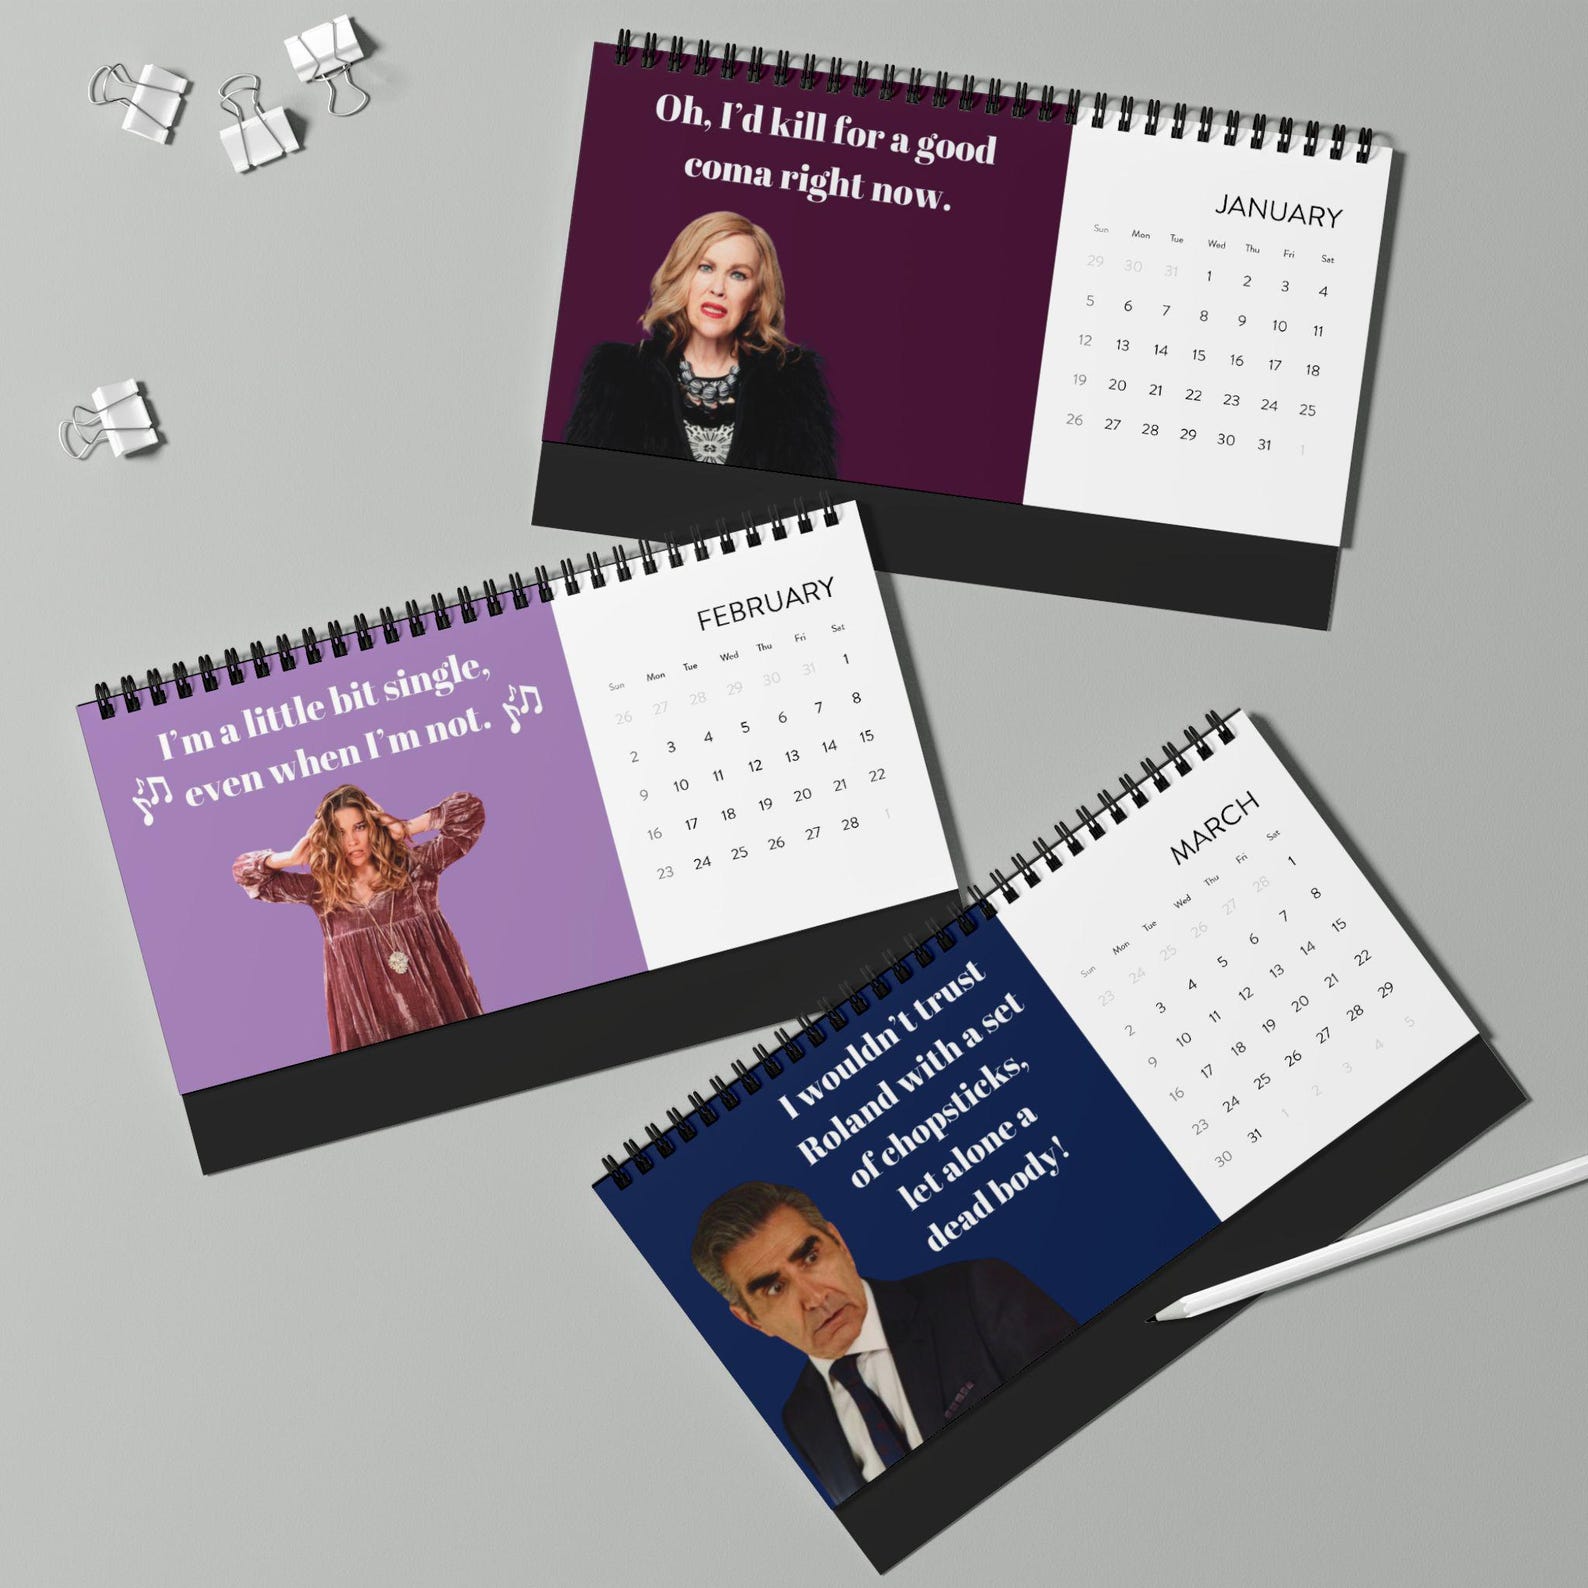 Oh, I'd kill for a good
coma right now.
JANUARY
Sun Mon Tue Wed Thu Fri Sat
29 30 31 1 2 3 4
5 6 7 8 9 10 11
12 13 14 15 16 17 18
19 20 21 22 23 24 25
26 27 28 29 30 31 1
I'm a little bit single,
even when I'm not.
FEBRUARY
Sun Mon Tue Wed Thu Fri Sat
26 27 28 29 30 31 1
2 3 4 5 6 7 8
9 10 11 12 13 14 15
16 17 18 19 20 21 22
23 24 25 26 27 28 1
I wouldn't trust
Roland with a set
of chopsticks,
let alone a
dead body!
MARCH
Sun Mon Tue Wed Thu Fri Sat
23 24 25 26 27 28 1
2 3 4 5 6 7 8
9 10 11 12 13 14 15
16 17 18 19 20 21 22
23 24 25 26 27 28 29
30 31 1 2 3 4 5